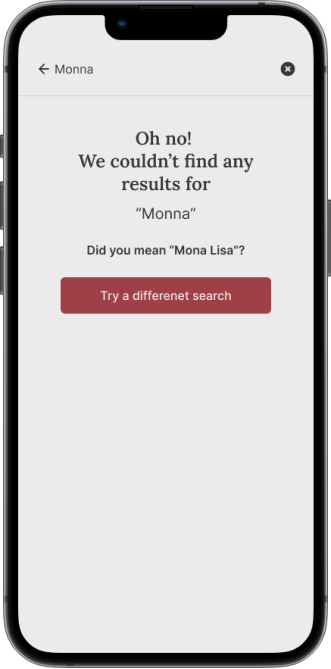 Monna
Oh no!
We couldn’t find any
results for
“Monna”
Did you mean “Mona Lisa”?
Try a differenet search